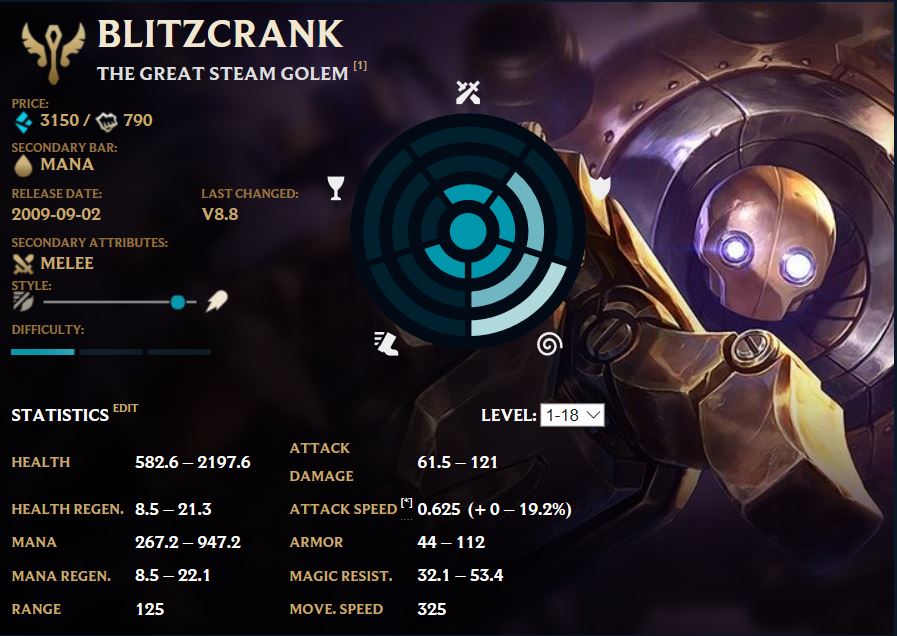 BLITZCRANK
THE GREAT STEAM GOLEM [1]
PRICE:
3150 / 790
SECONDARY BAR:
MANA
RELEASE DATE: LAST CHANGED:
2009-09-02 V8.8
SECONDARY ATTRIBUTES:
MELEE
STYLE:
DIFFICULTY:
STATISTICS EDIT LEVEL: 1-18
HEALTH 582.6 – 2197.6 ATTACK DAMAGE 61.5 – 121
HEALTH REGEN. 8.5 – 21.3 ATTACK SPEED [*] 0.625 (+ 0 – 19.2%)
MANA 267.2 – 947.2 ARMOR 44 – 112
MANA REGEN. 8.5 – 22.1 MAGIC RESIST. 32.1 – 53.4
RANGE 125 MOVE. SPEED 325